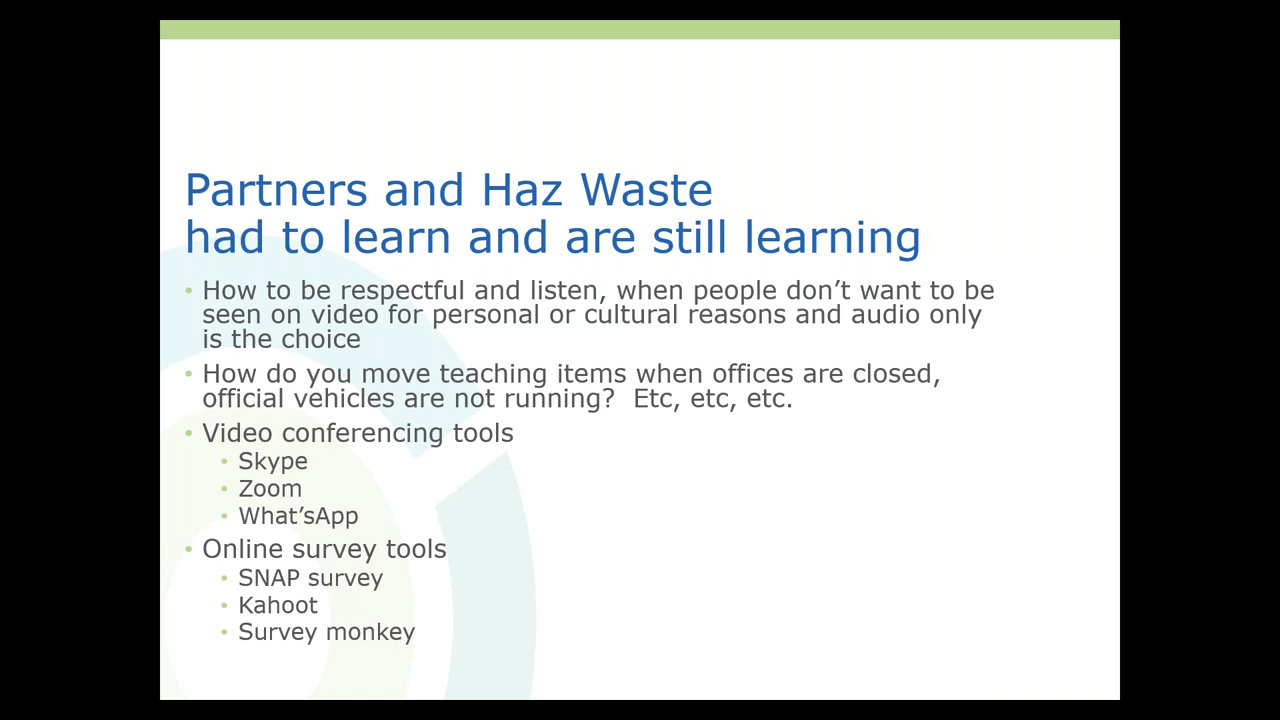 Partners and Haz Waste
had to learn and are still learning
• How to be respectful and listen, when people don’t want to be
seen on video for personal or cultural reasons and audio only
is the choice
• How do you move teaching items when offices are closed,
official vehicles are not running?  Etc, etc, etc.
• Video conferencing tools
• Skype
• Zoom
• What’sApp
• Online survey tools
• SNAP survey
• Kahoot
• Survey monkey